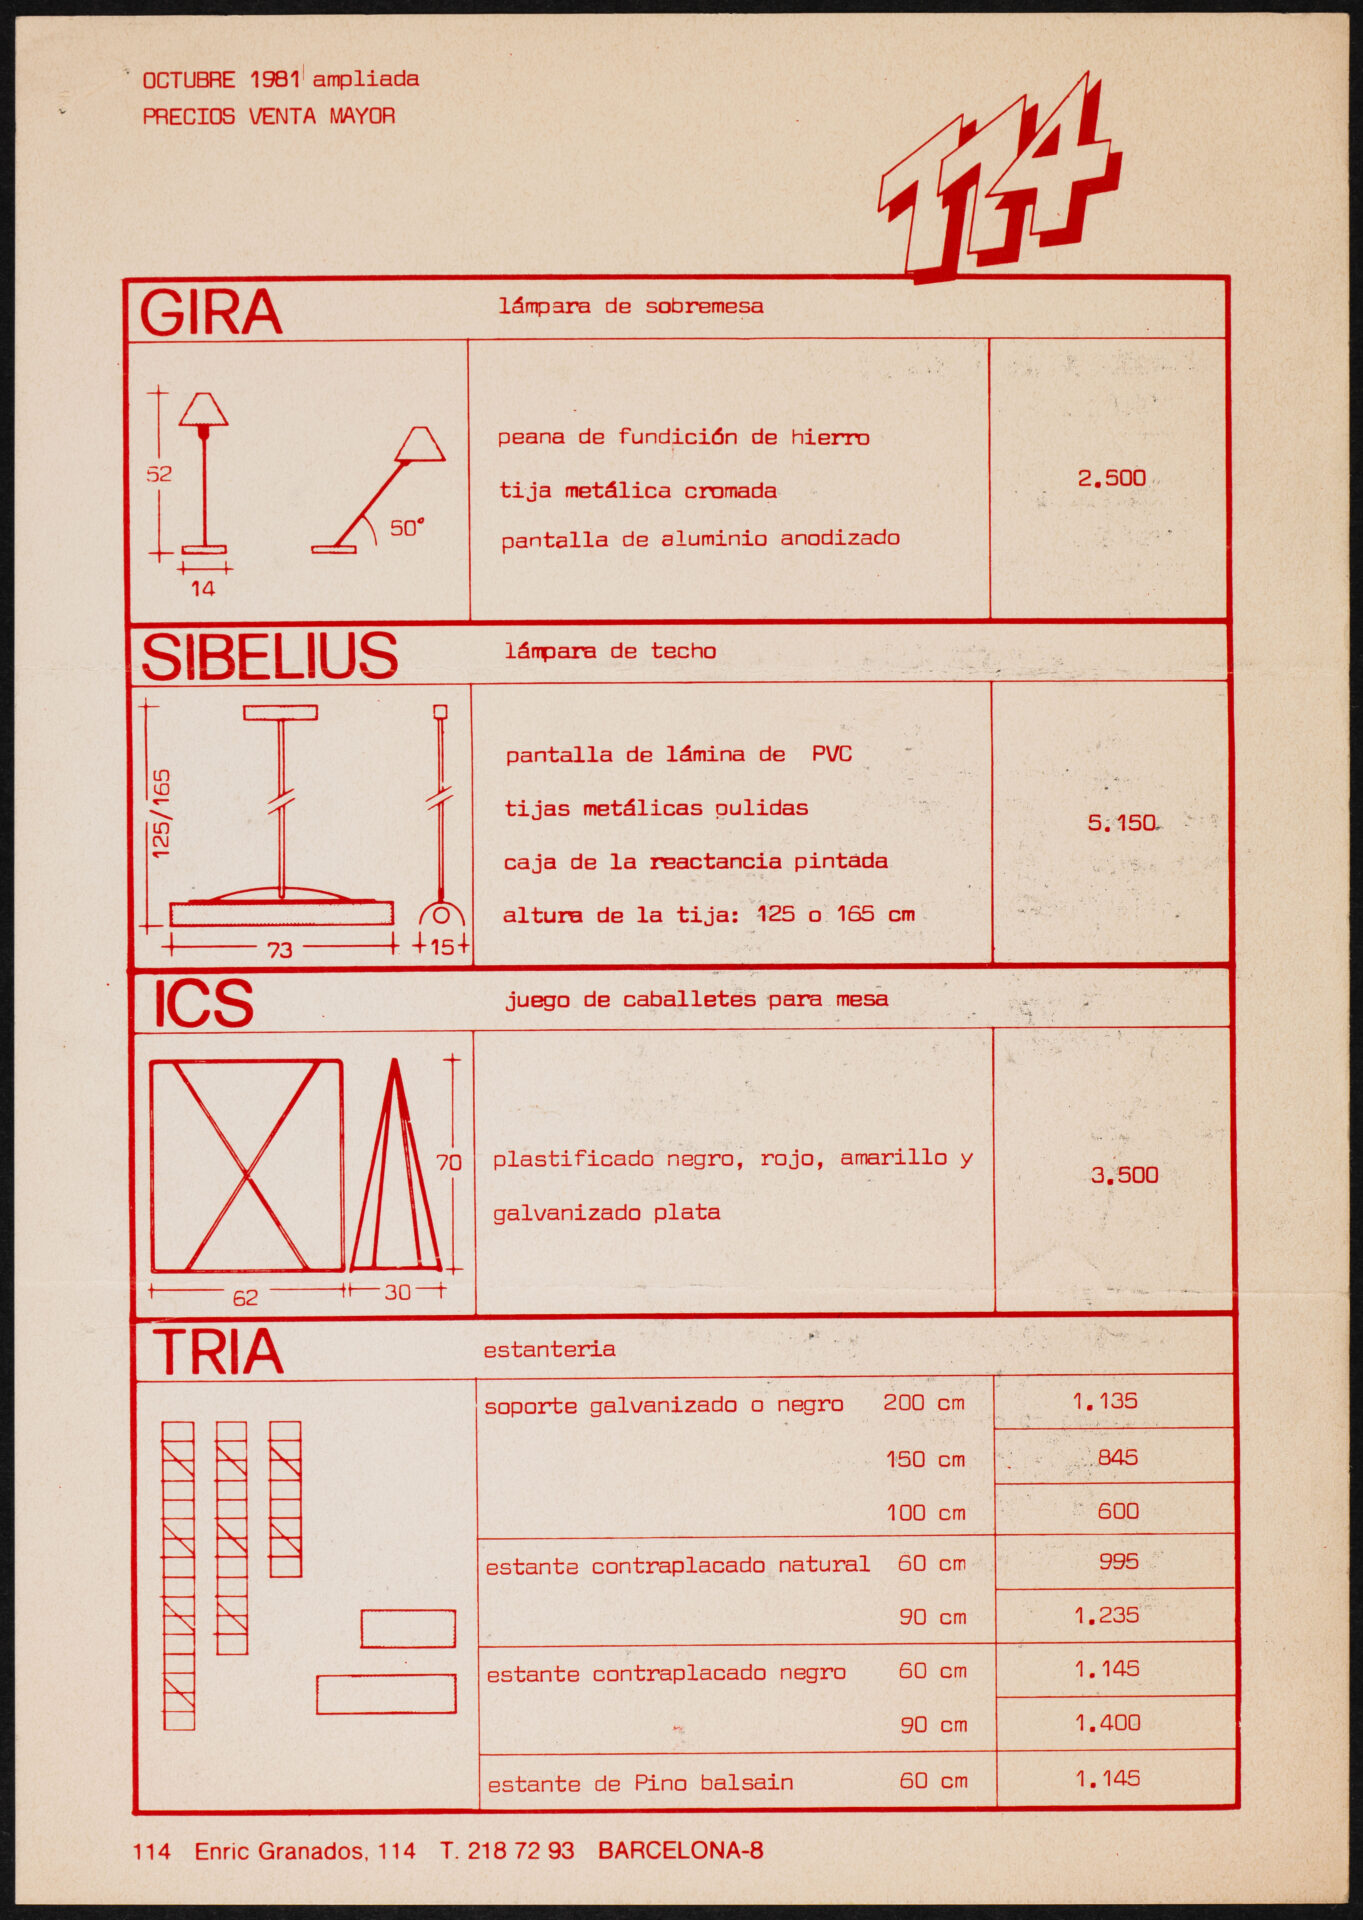 OCTUBRE 1981 ampliada
PRECIOS VENTA MAYOR
114
GIRA
lámpara de sobremesa
52
14
50°
peana de fundición de hierro
tija metálica cromada
pantalla de aluminio anodizado
2.500
SIBELIUS
lámpara de techo
125/165
73
15
pantalla de lámina de PVC
tijas metálicas pulidas
caja de la reactancia pintada
altura de la tija: 125 o 165 cm
5.150
ICS
juego de caballetes para mesa
70
62
30
plastificado negro, rojo, amarillo y
galvanizado plata
3.500
TRIA
estanteria
soporte galvanizado o negro 200 cm 1.135
150 cm 845
100 cm 600
estante contraplacado natural 60 cm 995
90 cm 1.235
estante contraplacado negro 60 cm 1.145
90 cm 1.400
estante de Pino balsain 60 cm 1.145
114 Enric Granados, 114 T. 218 72 93 BARCELONA-8